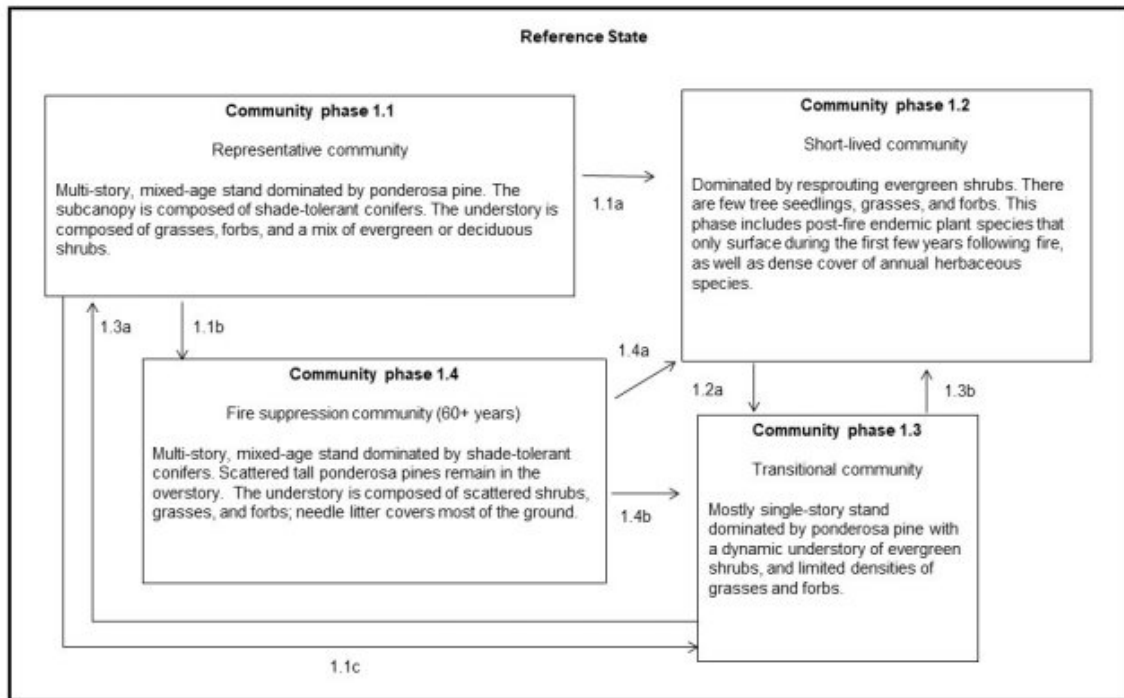 Reference State
Community phase 1.1
Representative community
Multi-story, mixed-age stand dominated by ponderosa pine. The
subcanopy is composed of shade-tolerant conifers. The understory is
composed of grasses, forbs, and a mix of evergreen or deciduous
shrubs.
1.1a
Community phase 1.2
Short-lived community
Dominated by resprouting evergreen shrubs. There
are few tree seedlings, grasses, and forbs. This
phase includes post-fire endemic plant species that
only surface during the first few years following fire,
as well as dense cover of annual herbaceous
species.
1.3a
1.1b
Community phase 1.4
Fire suppression community (60+ years)
Multi-story, mixed-age stand dominated by shade-tolerant
conifers. Scattered tall ponderosa pines remain in the
overstory. The understory is composed of scattered shrubs,
grasses, and forbs; needle litter covers most of the ground.
1.4a
1.2a
1.3b
1.4b
Community phase 1.3
Transitional community
Mostly single-story stand
dominated by ponderosa pine with
a dynamic understory of evergreen
shrubs, and limited densities of
grasses and forbs.
1.1c